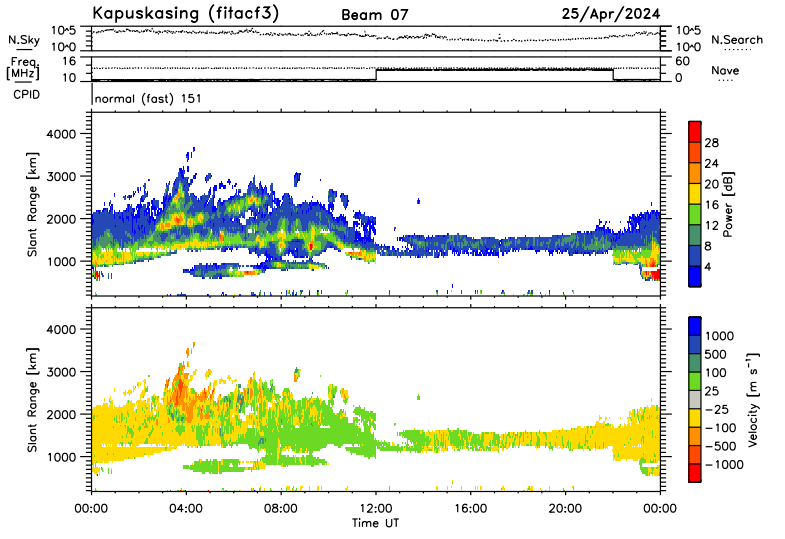 Kapuskasing (fitacf3) Beam 07 25/Apr/2024
N.Sky 10^5 10^0 10^5 10^0 N.Search
Freq. [MHz] 16 10 60 0 Nave
CPID normal (fast) 151
Slant Range [km] 4000 3000 2000 1000
28 24 20 16 12 8 4 Power [dB]
Slant Range [km] 4000 3000 2000 1000
1000 500 100 25 −25 −100 −500 −1000 Velocity [m s⁻¹]
00:00 04:00 08:00 12:00 16:00 20:00 00:00
Time UT